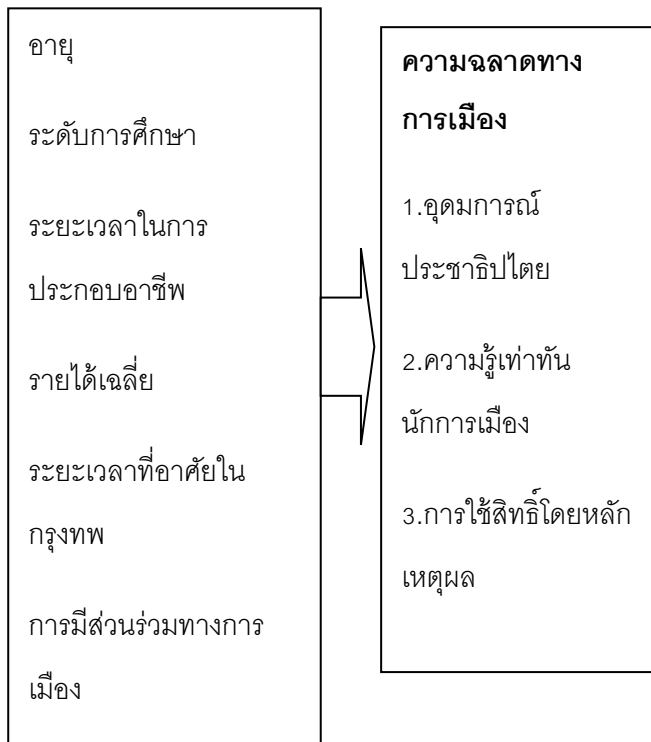 อายุ
ระดับการศึกษา
ระยะเวลาในการ
ประกอบอาชีพ
รายได้เฉลี่ย
ระยะเวลาที่อาศัยใน
กรุงทพ
การมีส่วนร่วมทางการ
เมือง
ความฉลาดทาง
การเมือง
1.อุดมการณ์
ประชาธิปไตย
2.ความรู้เท่าทัน
นักการเมือง
3.การใช้สิทธิ์โดยหลัก
เหตุผล